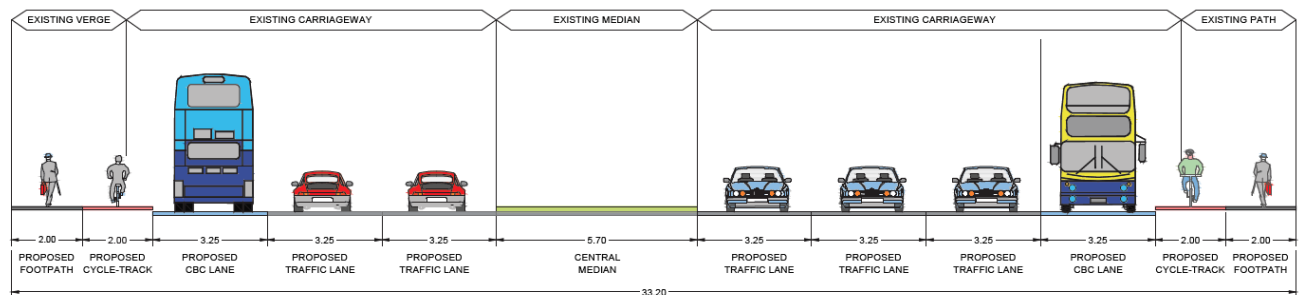 EXISTING VERGE EXISTING CARRIAGEWAY EXISTING MEDIAN EXISTING CARRIAGEWAY EXISTING PATH
2.00 2.00 3.25 3.25 3.25 5.70 3.25 3.25 3.25 3.25 2.00 2.00
PROPOSED PROPOSED PROPOSED PROPOSED PROPOSED CENTRAL PROPOSED PROPOSED PROPOSED PROPOSED PROPOSED PROPOSED
FOOTPATH CYCLE-TRACK CBC LANE TRAFFIC LANE TRAFFIC LANE MEDIAN TRAFFIC LANE TRAFFIC LANE TRAFFIC LANE CBC LANE CYCLE-TRACK FOOTPATH
33.20